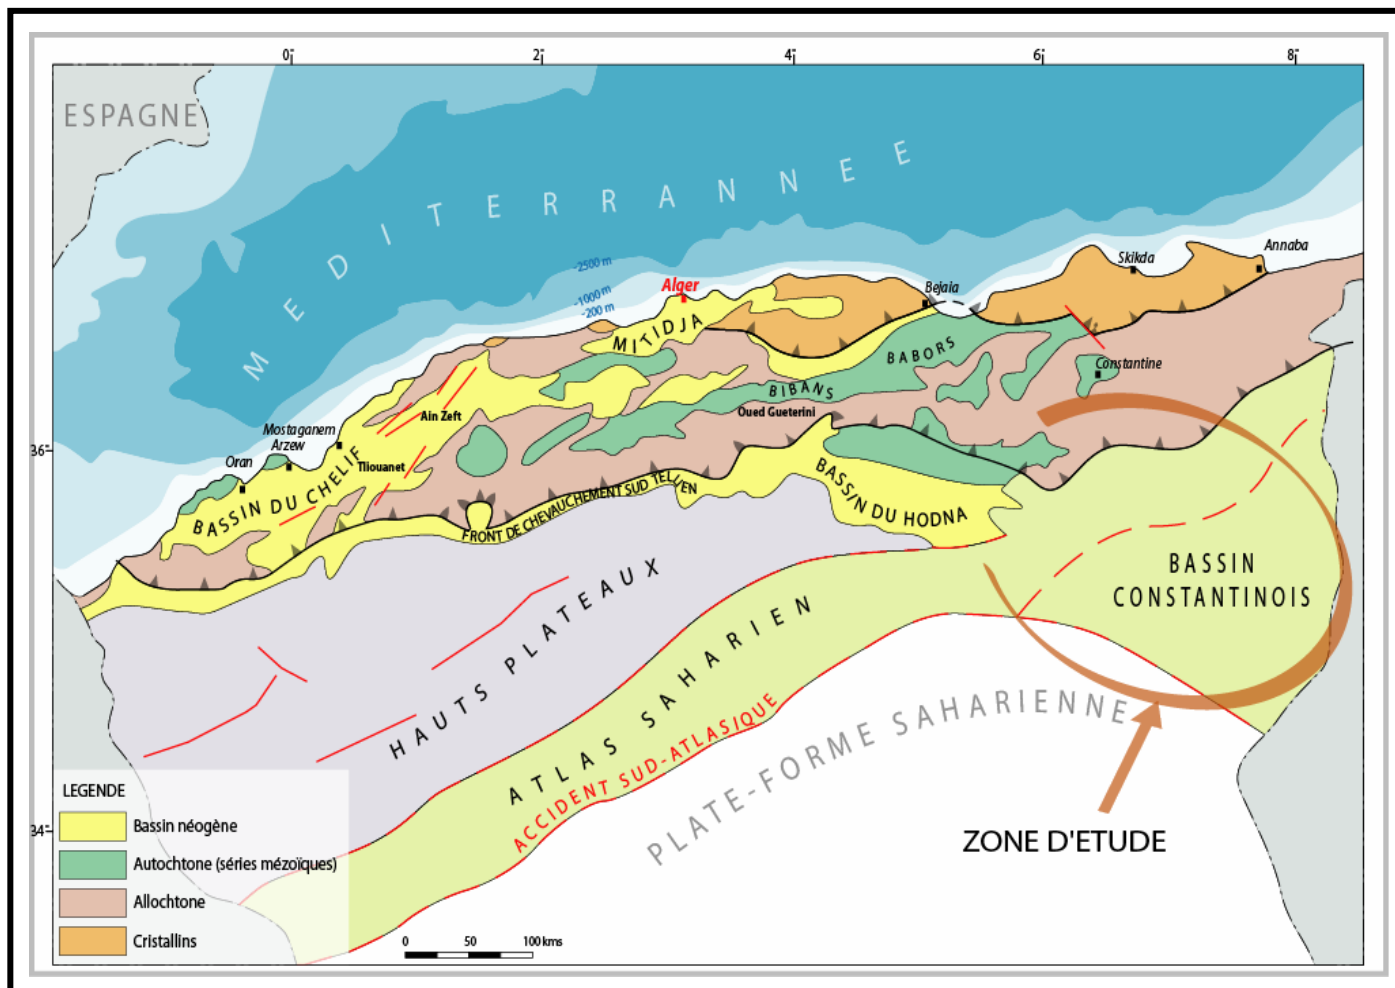 0
2
4
6
8
ESPAGNE
MEDITERRANNEE
Annaba
Skikda
-2500 m
Alger
Bejaia
-1000 m
-200 m
MITIDJA
BABORS
Constantine
BIBANS
Ain Zeft
Oued Gueterini
Mostaganem
Arzew
36
Oran
Tliouanet
BASSIN DU CHELIF
BASSIN DU HODNA
FRONT DE CHEVAUCHEMENT SUD TELLIEN
BASSIN
CONSTANTINOIS
HAUTS PLATEAUX
ATLAS SAHARIEN
ACCIDENT SUD-ATLASIQUE
PLATE-FORME SAHARIENNE
ZONE D'ETUDE
34
LEGENDE
Bassin néogène
Autochtone (séries mézoïques)
Allochtone
Cristallins
0 50 100 kms